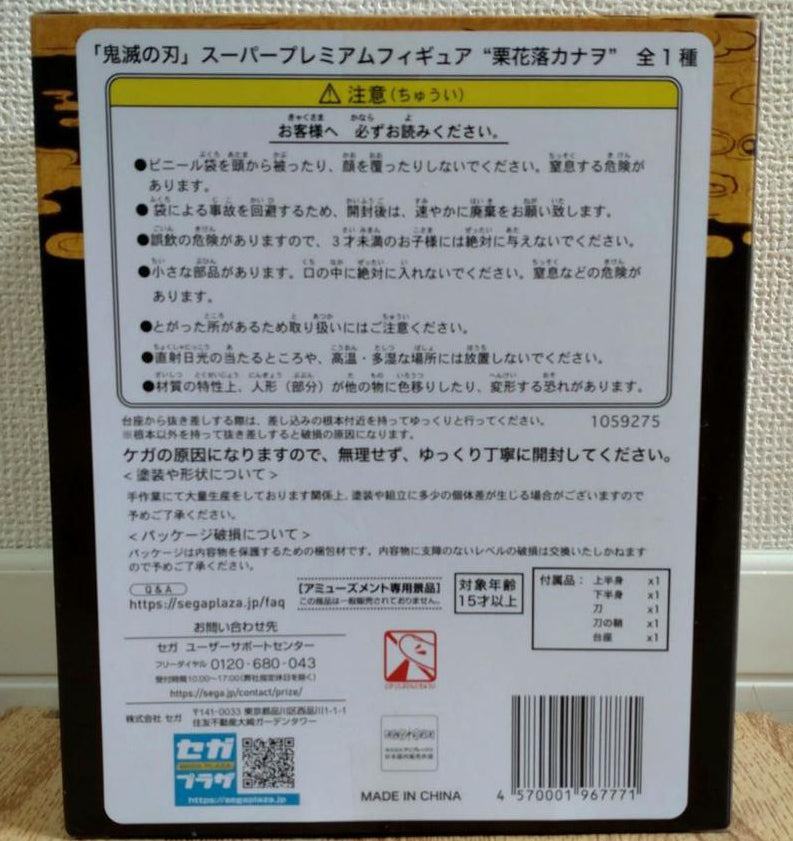 「鬼滅の刃」スーパープレミアムフィギュア “栗花落カナヲ” 全1種
⚠注意(ちゅうい)
お客様へ 必ずお読みください。
●ビニール袋を頭から被ったり、顔を覆ったりしないでください。窒息する危険が
あります。
●袋による事故を回避するため、開封後は、速やかに廃棄をお願い致します。
●誤飲の危険がありますので、3才未満のお子様には絶対に与えないでください。
●小さな部品があります。口の中に絶対に入れないでください。窒息などの危険が
あります。
●とがった所があるため取り扱いにはご注意ください。
●直射日光の当たるところや、高温・多湿な場所には放置しないでください。
●材質の特性上、人形(部分)が他の物に色移りしたり、変形する恐れがあります。
台座から抜き差しする際は、差し込みの根本付近を持ってゆっくりと行ってください。 1059275
※根本以外を持って抜き差しすると破損の原因になります。
ケガの原因になりますので、無理せず、ゆっくり丁寧に開封してください。
<塗装や形状について>
手作業にて大量生産をしております関係上、塗装や組立に多少の個体差が生じる場合がございますので
予めご了承ください。
<パッケージ破損について>
パッケージは内容物を保護するための梱包材です。内容物に支障のないレベルの破損は交換いたしかねます
ので予めご了承ください。
Q&A
https://segaplaza.jp/faq
[アミューズメント専用景品]
この商品は一般販売されておりません。
対象年齢
15才以上
付属品: 上半身 x1
下半身 x1
刀 x1
刀の鞘 x1
台座 x1
お問い合わせ先
セガ ユーザーサポートセンター
フリーダイヤル 0120-680-043
受付時間10:00~17:00(弊社指定休日を除く)
https://sega.jp/contact/prize/
株式会社 セガ 〒141-0033 東京都品川区西品川1-1-1
住友不動産大崎ガーデンタワー
セガ
プラザ
https://segaplaza.jp
MADE IN CHINA
4 570001 967771